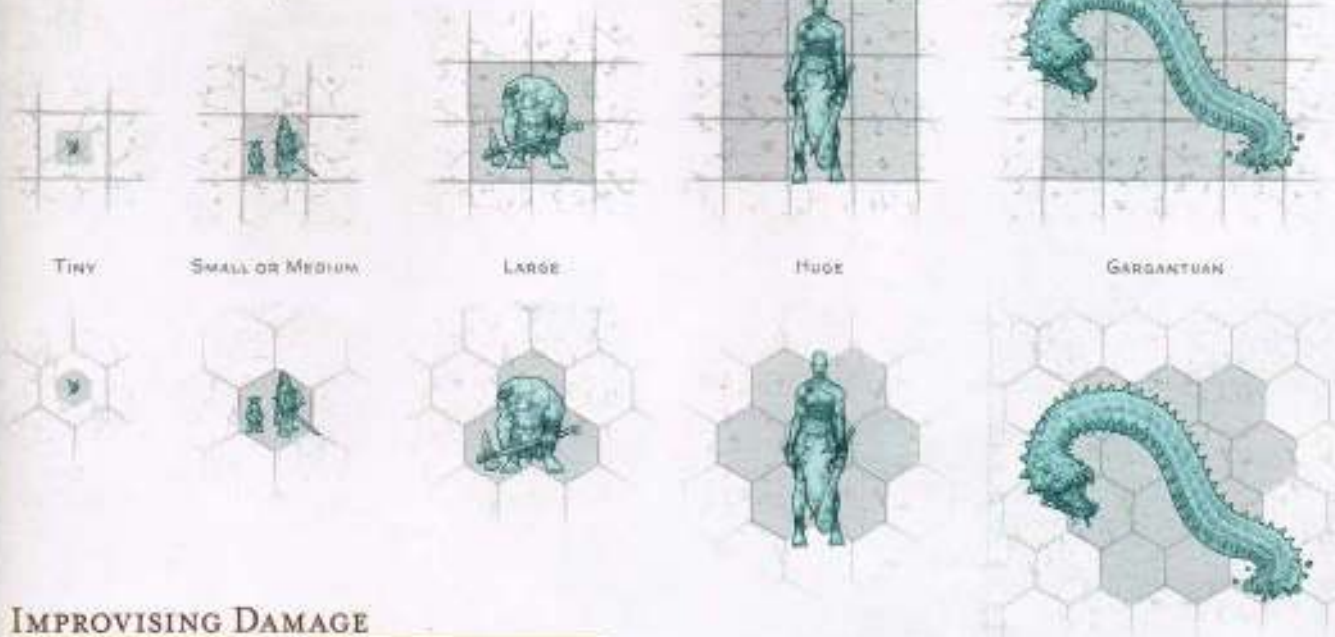 TINY
SMALL OR MEDIUM
LARGE
HUGE
GARGANTUAN
IMPROVISING DAMAGE